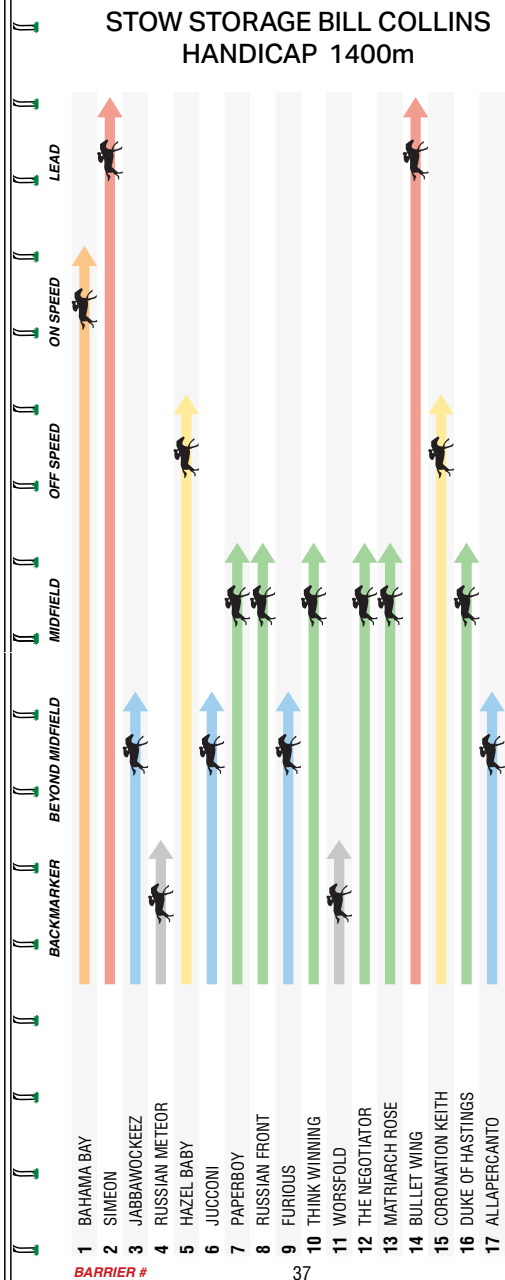 STOW STORAGE BILL COLLINS
HANDICAP 1400m
LEAD
ON SPEED
OFF SPEED
MIDFIELD
BEYOND MIDFIELD
BACKMARKER
1 BAHAMA BAY
2 SIMEON
3 JABBAWOCKEEZ
4 RUSSIAN METEOR
5 HAZEL BABY
6 JUCCONI
7 PAPERBOY
8 RUSSIAN FRONT
9 FURIOUS
10 THINK WINNING
11 WORSFOLD
12 THE NEGOTIATOR
13 MATRIARCH ROSE
14 BULLET WING
15 CORONATION KEITH
16 DUKE OF HASTINGS
17 ALLAPERCANTO
BARRIER #
37